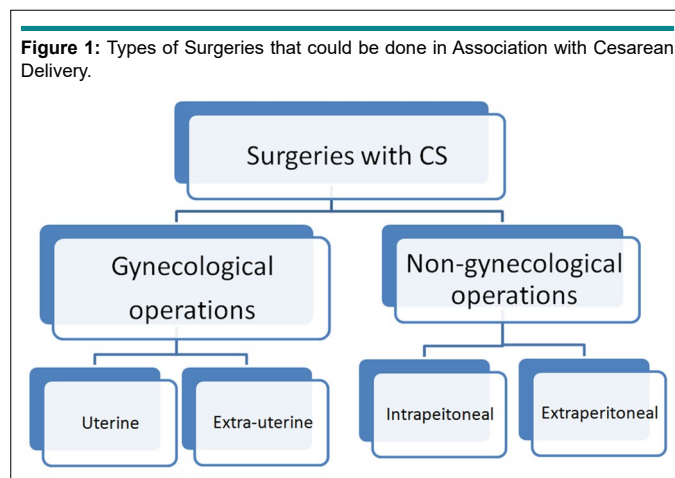 Figure 1: Types of Surgeries that could be done in Association with Cesarean
Delivery.
Surgeries with CS
Gynecological
operations
Non-gynecological
operations
Uterine
Extra-uterine
Intrapeitoneal
Extraperitoneal